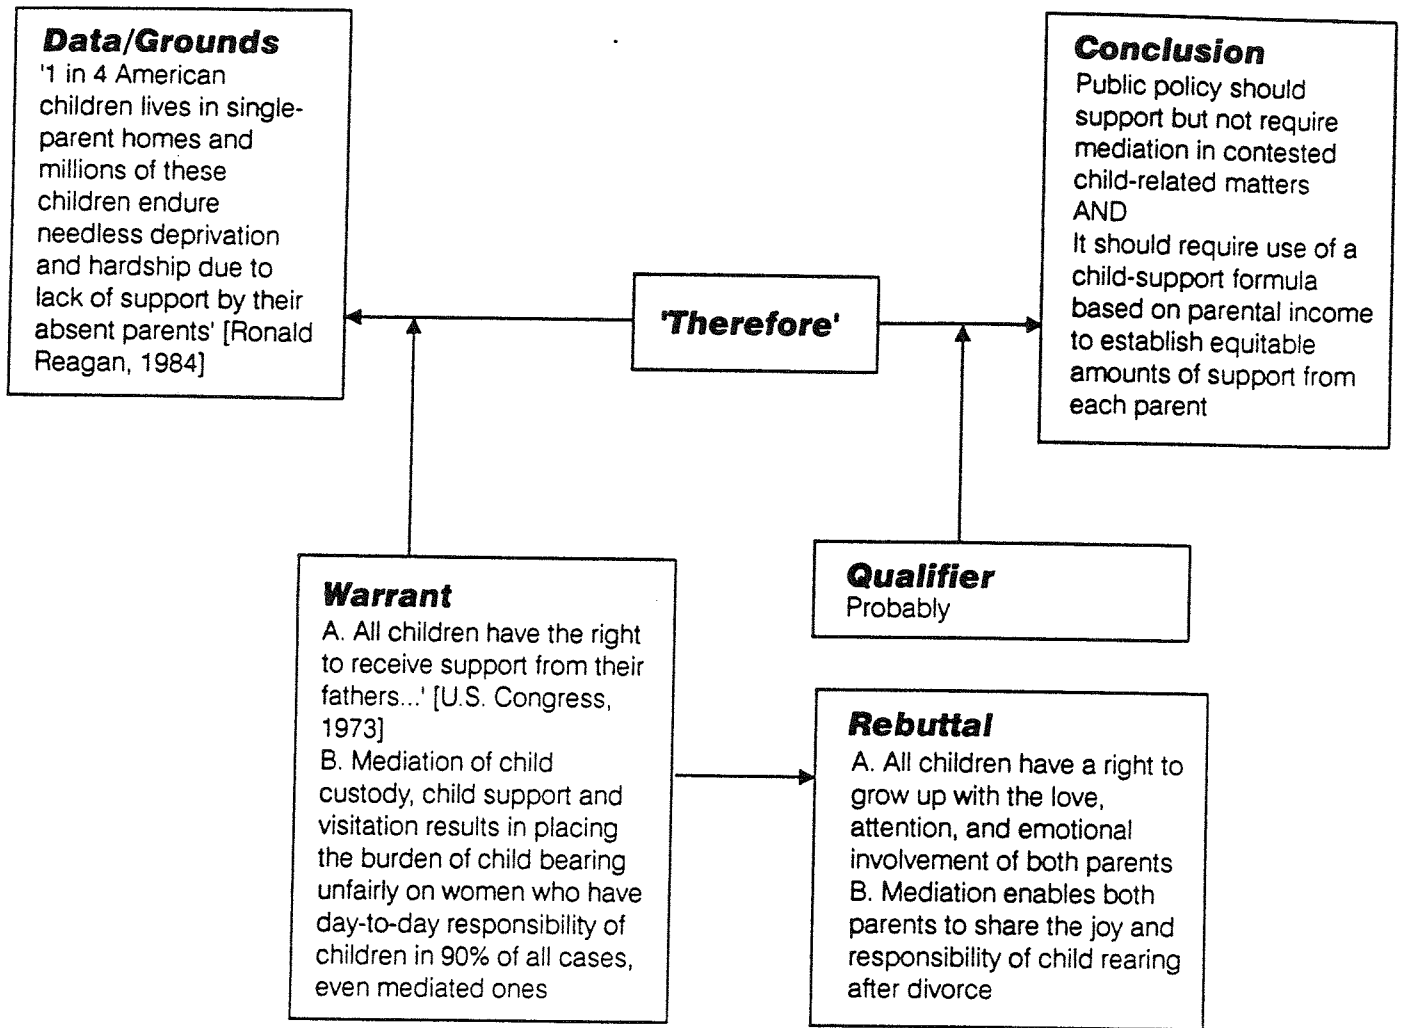 Data/Grounds
'1 in 4 American
children lives in single-
parent homes and
millions of these
children endure
needless deprivation
and hardship due to
lack of support by their
absent parents' [Ronald
Reagan, 1984]
'Therefore'
Conclusion
Public policy should
support but not require
mediation in contested
child-related matters
AND
It should require use of a
child-support formula
based on parental income
to establish equitable
amounts of support from
each parent
Warrant
A. All children have the right
to receive support from their
fathers...' [U.S. Congress,
1973]
B. Mediation of child
custody, child support and
visitation results in placing
the burden of child bearing
unfairly on women who have
day-to-day responsibility of
children in 90% of all cases,
even mediated ones
Qualifier
Probably
Rebuttal
A. All children have a right to
grow up with the love,
attention, and emotional
involvement of both parents
B. Mediation enables both
parents to share the joy and
responsibility of child rearing
after divorce